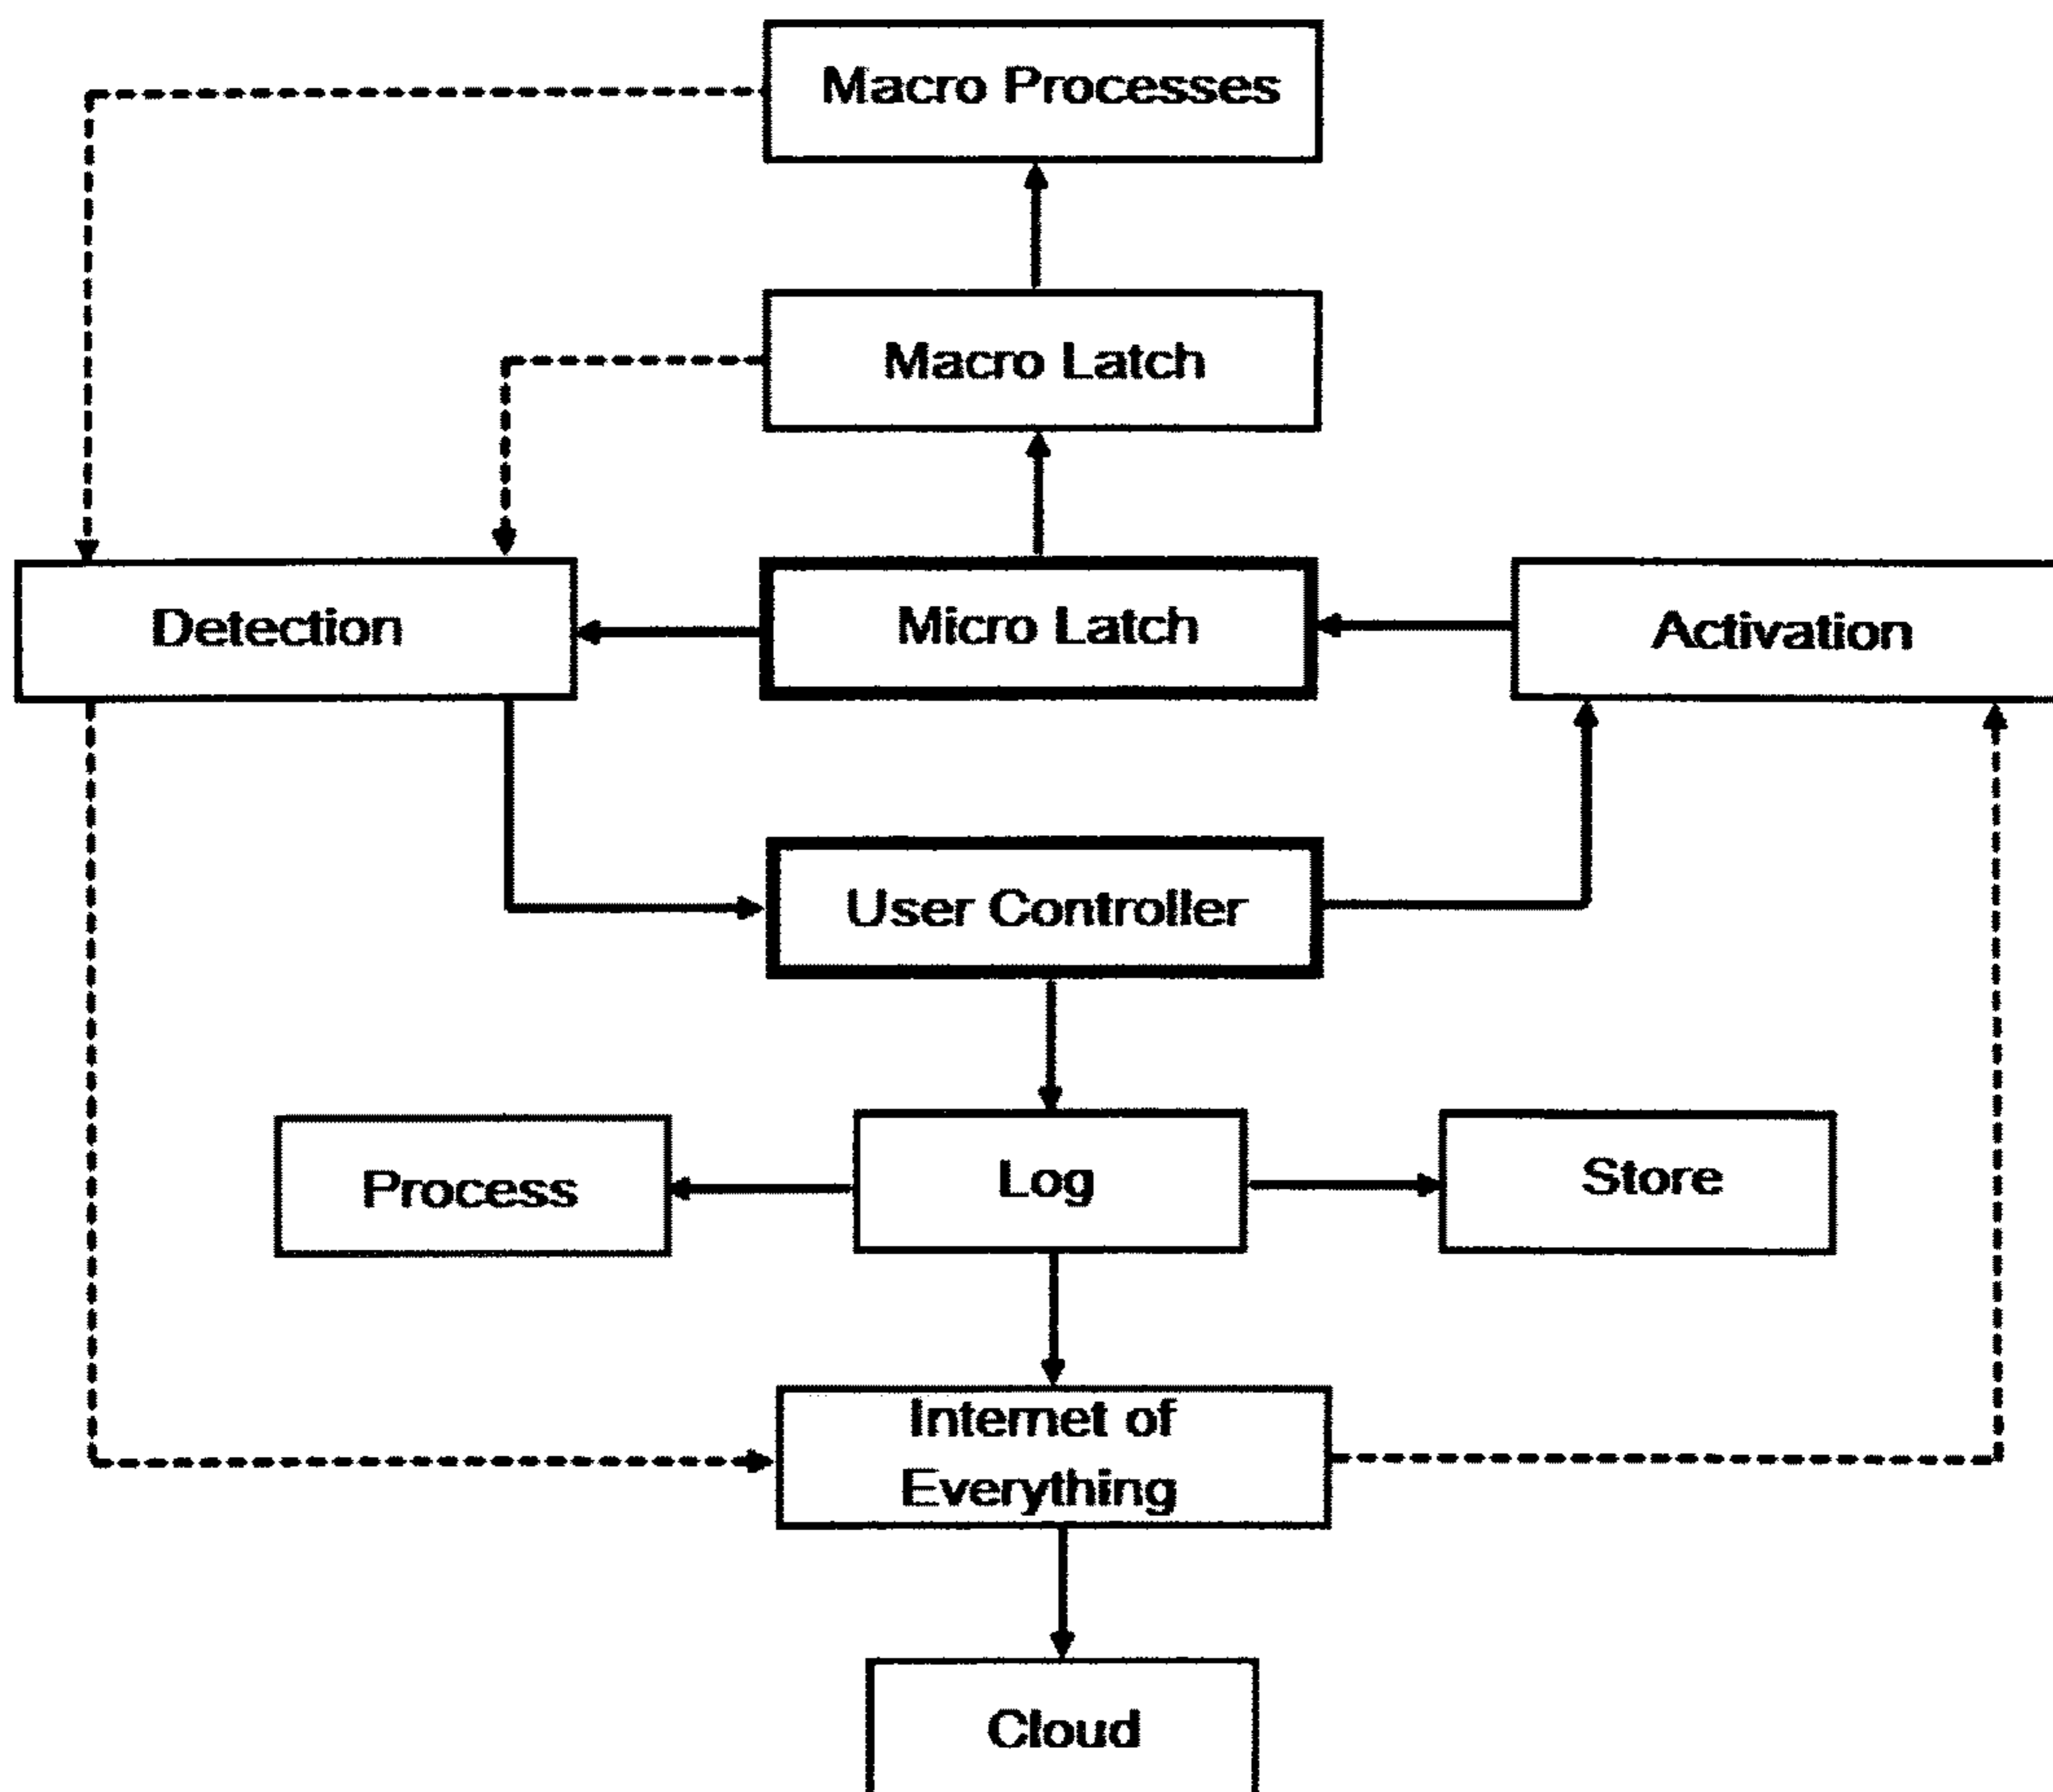 Macro Processes
Macro Latch
Detection
Micro Latch
Activation
User Controller
Process
Log
Store
Internet of
Everything
Cloud